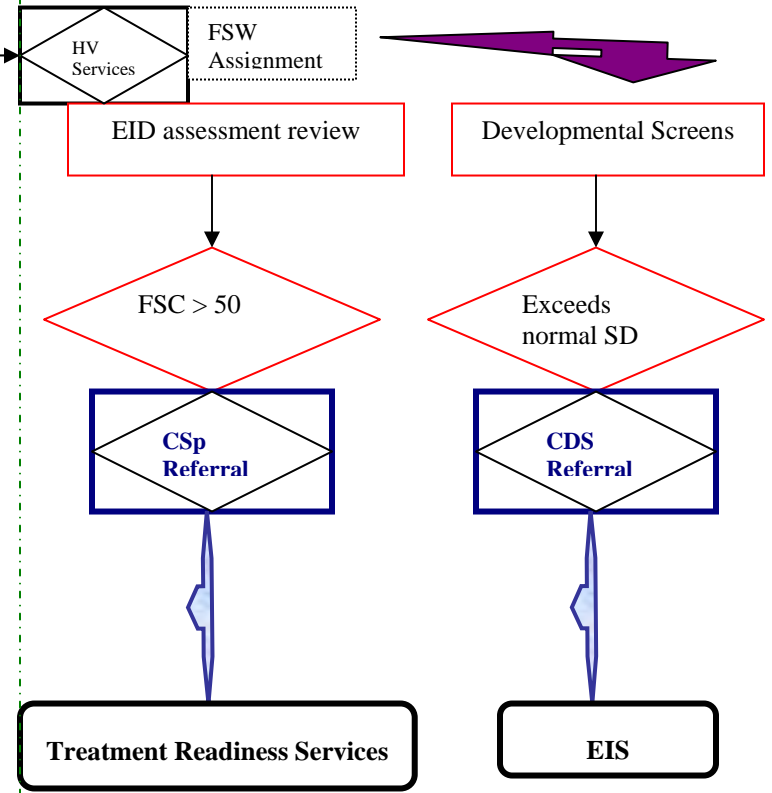 HV
Services
FSW
Assignment
EID assessment review
Developmental Screens
FSC > 50
Exceeds
normal SD
CSp
Referral
CDS
Referral
Treatment Readiness Services
EIS